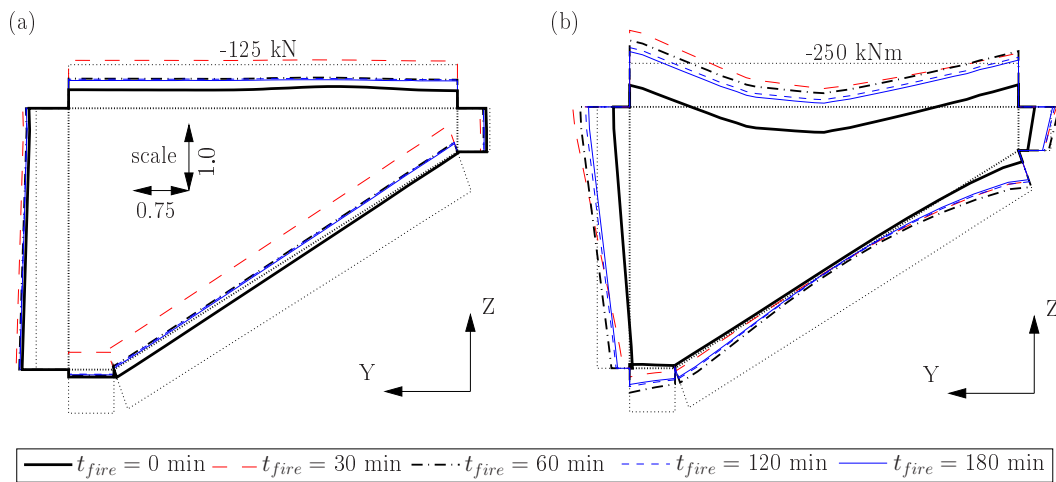 (a)
(b)
-125 kN
-250 kNm
scale
1.0
0.75
Z
Z
Y
Y
t_fire = 0 min t_fire = 30 min t_fire = 60 min t_fire = 120 min t_fire = 180 min